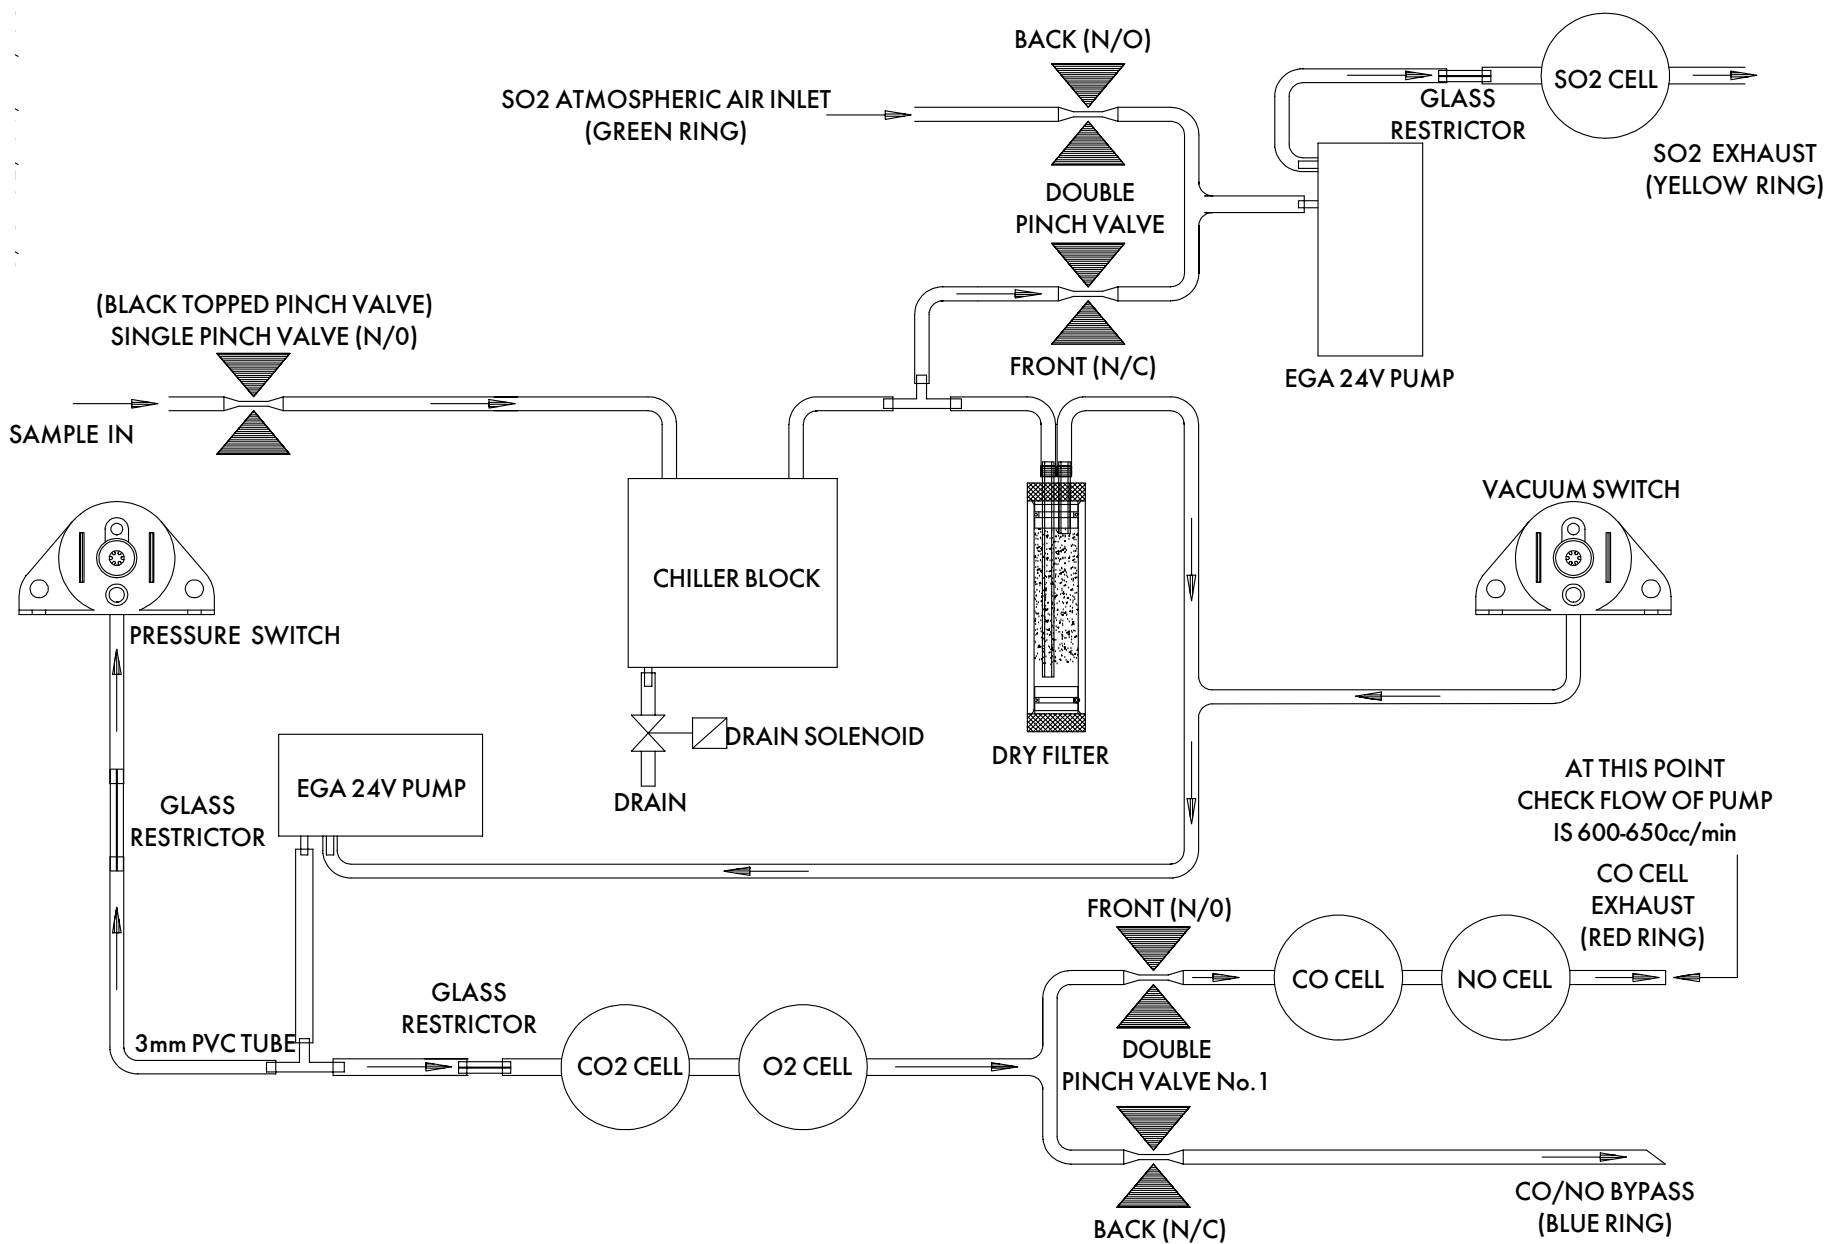 BACK (N/O)
SO2 ATMOSPHERIC AIR INLET
(GREEN RING)
SO2 CELL
GLASS
RESTRICTOR
SO2 EXHAUST
(YELLOW RING)
DOUBLE
PINCH VALVE
(BLACK TOPPED PINCH VALVE)
SINGLE PINCH VALVE (N/0)
FRONT (N/C)
EGA 24V PUMP
SAMPLE IN
VACUUM SWITCH
CHILLER BLOCK
PRESSURE SWITCH
DRAIN SOLENOID
DRY FILTER
DRAIN
EGA 24V PUMP
GLASS
RESTRICTOR
AT THIS POINT
CHECK FLOW OF PUMP
IS 600-650cc/min
CO CELL
EXHAUST
(RED RING)
FRONT (N/0)
CO CELL
NO CELL
GLASS
RESTRICTOR
3mm PVC TUBE
CO2 CELL
O2 CELL
DOUBLE
PINCH VALVE No.1
CO/NO BYPASS
(BLUE RING)
BACK (N/C)